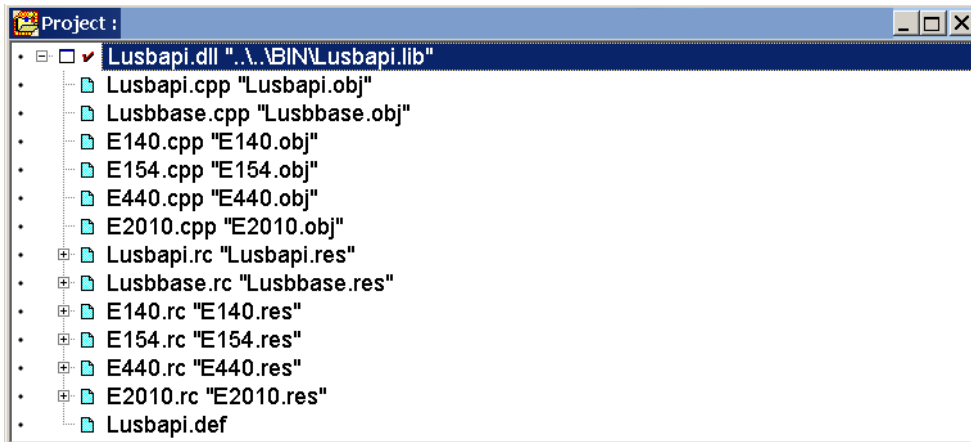 Project :
Lusbapi.dll "..\..\BIN\Lusbapi.lib"
Lusbapi.cpp "Lusbapi.obj"
Lusbbase.cpp "Lusbbase.obj"
E140.cpp "E140.obj"
E154.cpp "E154.obj"
E440.cpp "E440.obj"
E2010.cpp "E2010.obj"
Lusbapi.rc "Lusbapi.res"
Lusbbase.rc "Lusbbase.res"
E140.rc "E140.res"
E154.rc "E154.res"
E440.rc "E440.res"
E2010.rc "E2010.res"
Lusbapi.def